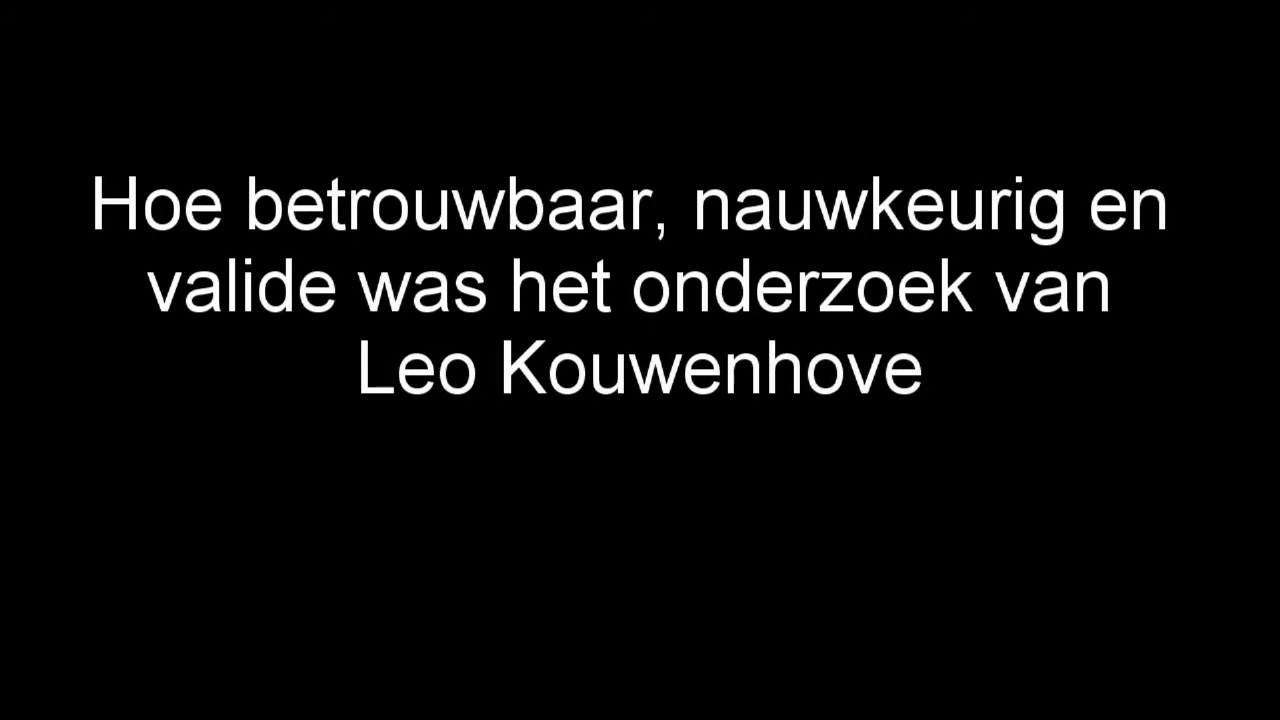 Hoe betrouwbaar, nauwkeurig en
valide was het onderzoek van
Leo Kouwenhove